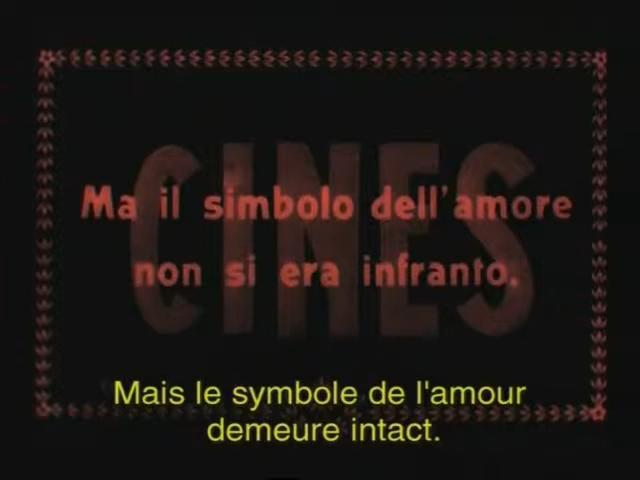 CINES
Ma il simbolo dell'amore
non si era infranto.
Mais le symbole de l'amour
demeure intact.